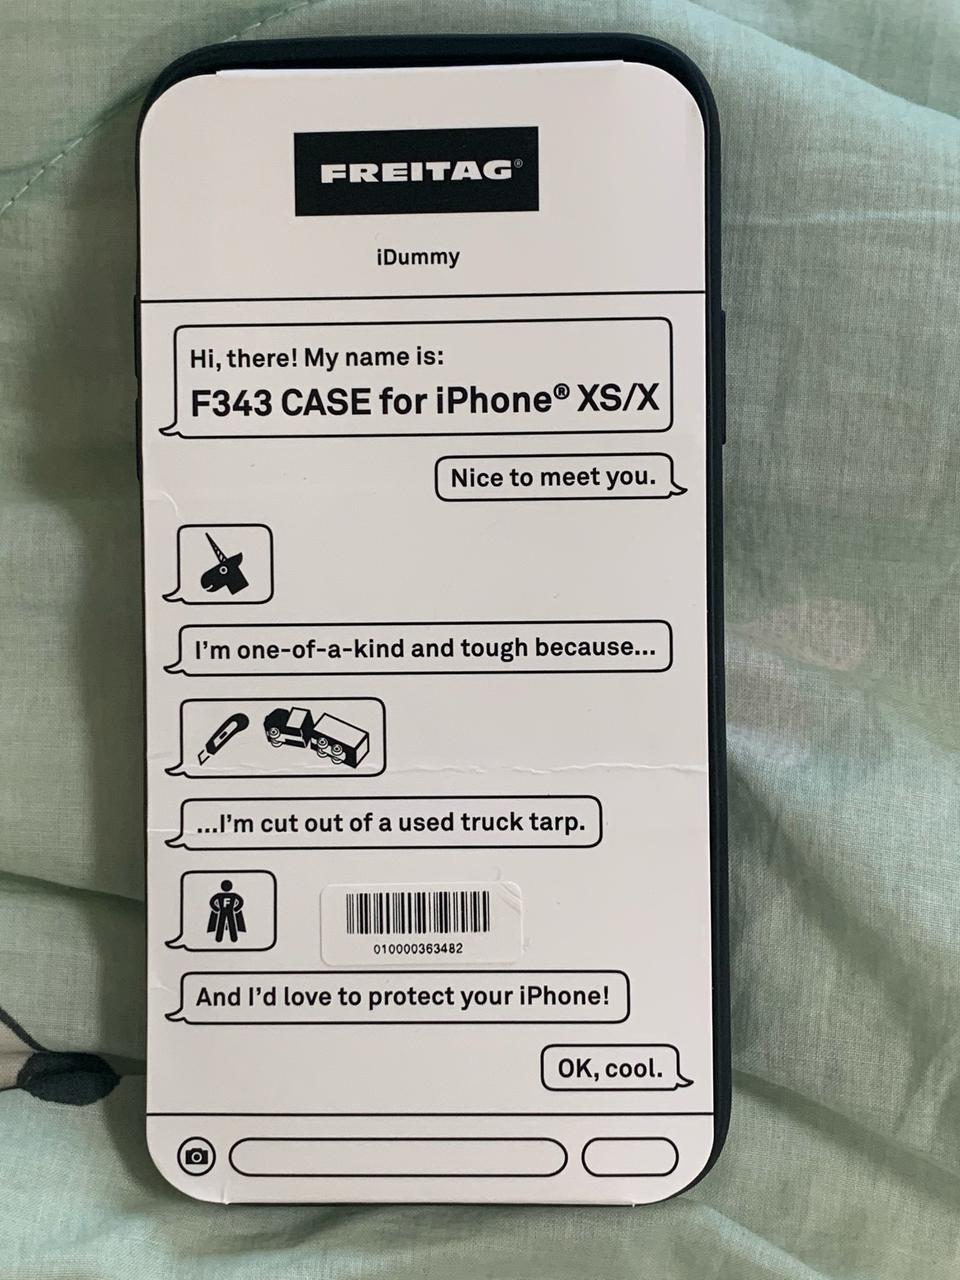 FREITAG®
iDummy
Hi, there! My name is:
F343 CASE for iPhone® XS/X
Nice to meet you.
I'm one-of-a-kind and tough because...
...I'm cut out of a used truck tarp.
F
010000363482
And I'd love to protect your iPhone!
OK, cool.